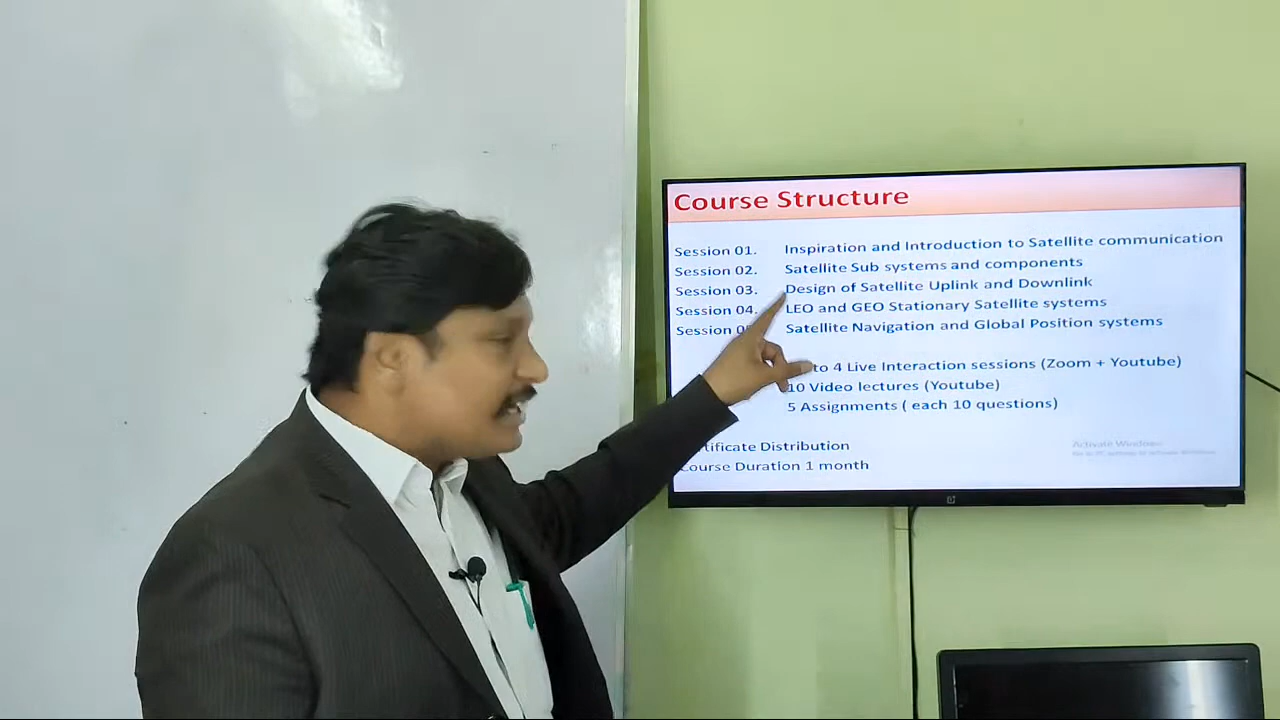 Course Structure
Session 01. Inspiration and Introduction to Satellite communication
Session 02. Satellite Sub systems and components
Session 03. Design of Satellite Uplink and Downlink
Session 04. LEO and GEO Stationary Satellite systems
Session Satellite Navigation and Global Position systems
to 4 Live Interaction sessions (Zoom + Youtube)
10 Video lectures (Youtube)
5 Assignments ( each 10 questions)
Distribution
Course Duration 1 month
Activate Windows